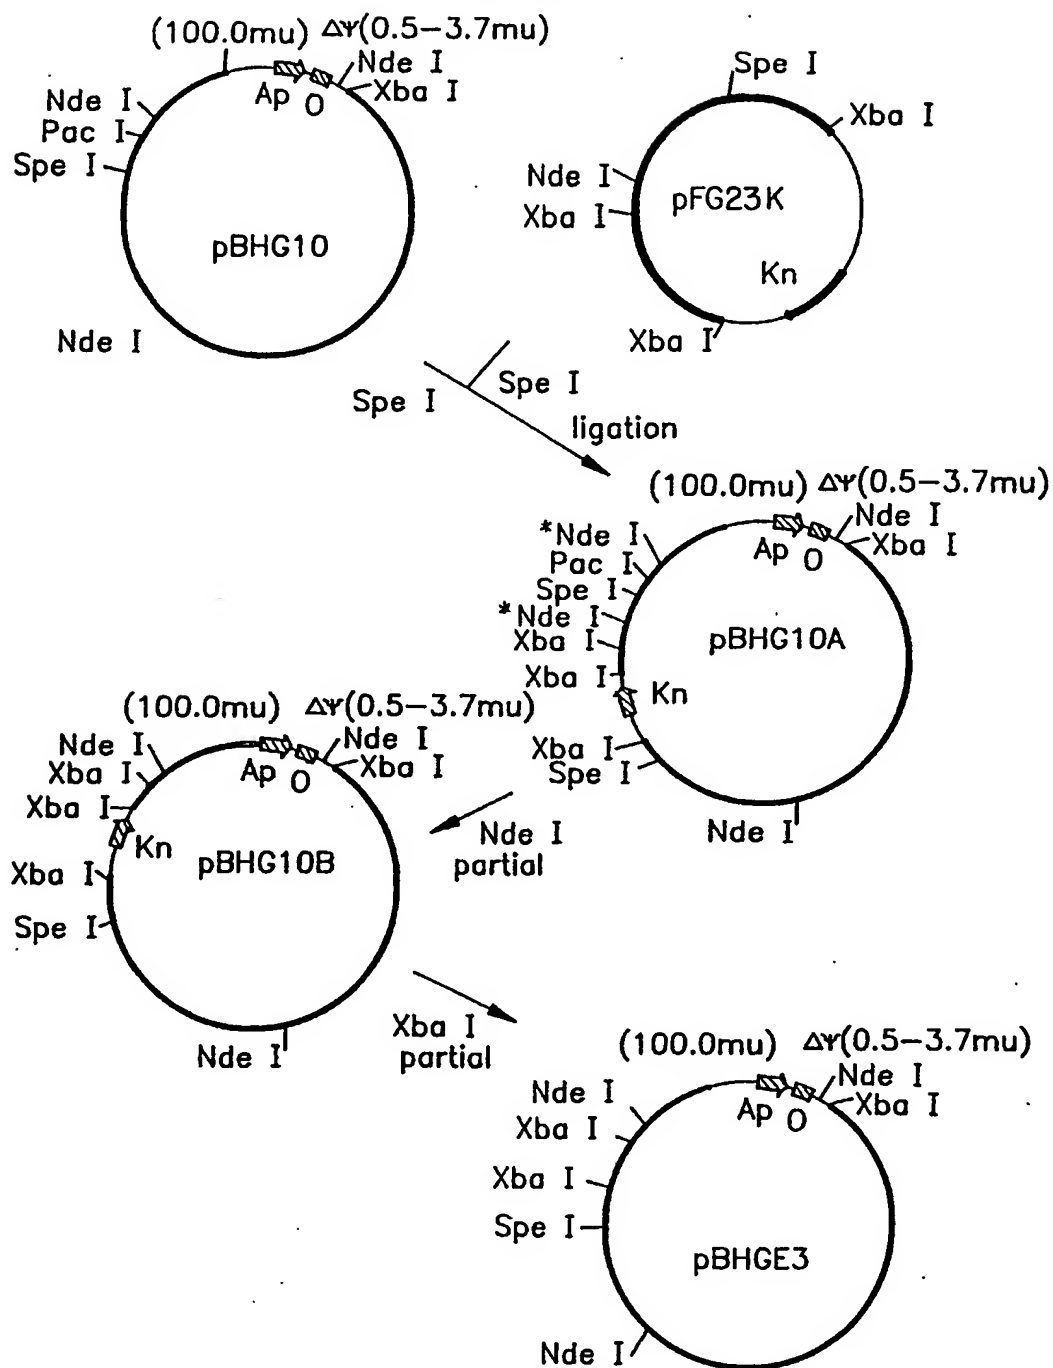 (100.0mu) ΔΨ(0.5−3.7mu)
Nde I
Xba I
Ap O
Nde I
Pac I
Spe I
pBHG10
Nde I
Spe I
Xba I
Nde I
Xba I
pFG23K
Kn
Xba I
Spe I
Spe I
ligation
(100.0mu) ΔΨ(0.5−3.7mu)
Nde I
Xba I
Ap O
*Nde I
Pac I
Spe I
*Nde I
Xba I
Xba I
Kn
pBHG10A
Xba I
Spe I
Nde I
Nde I
partial
(100.0mu) ΔΨ(0.5−3.7mu)
Nde I
Xba I
Ap O
Nde I
Xba I
Xba I
Kn
pBHG10B
Xba I
Spe I
Nde I
Xba I
partial
(100.0mu) ΔΨ(0.5−3.7mu)
Nde I
Xba I
Ap O
Nde I
Xba I
Xba I
Spe I
pBHGE3
Nde I